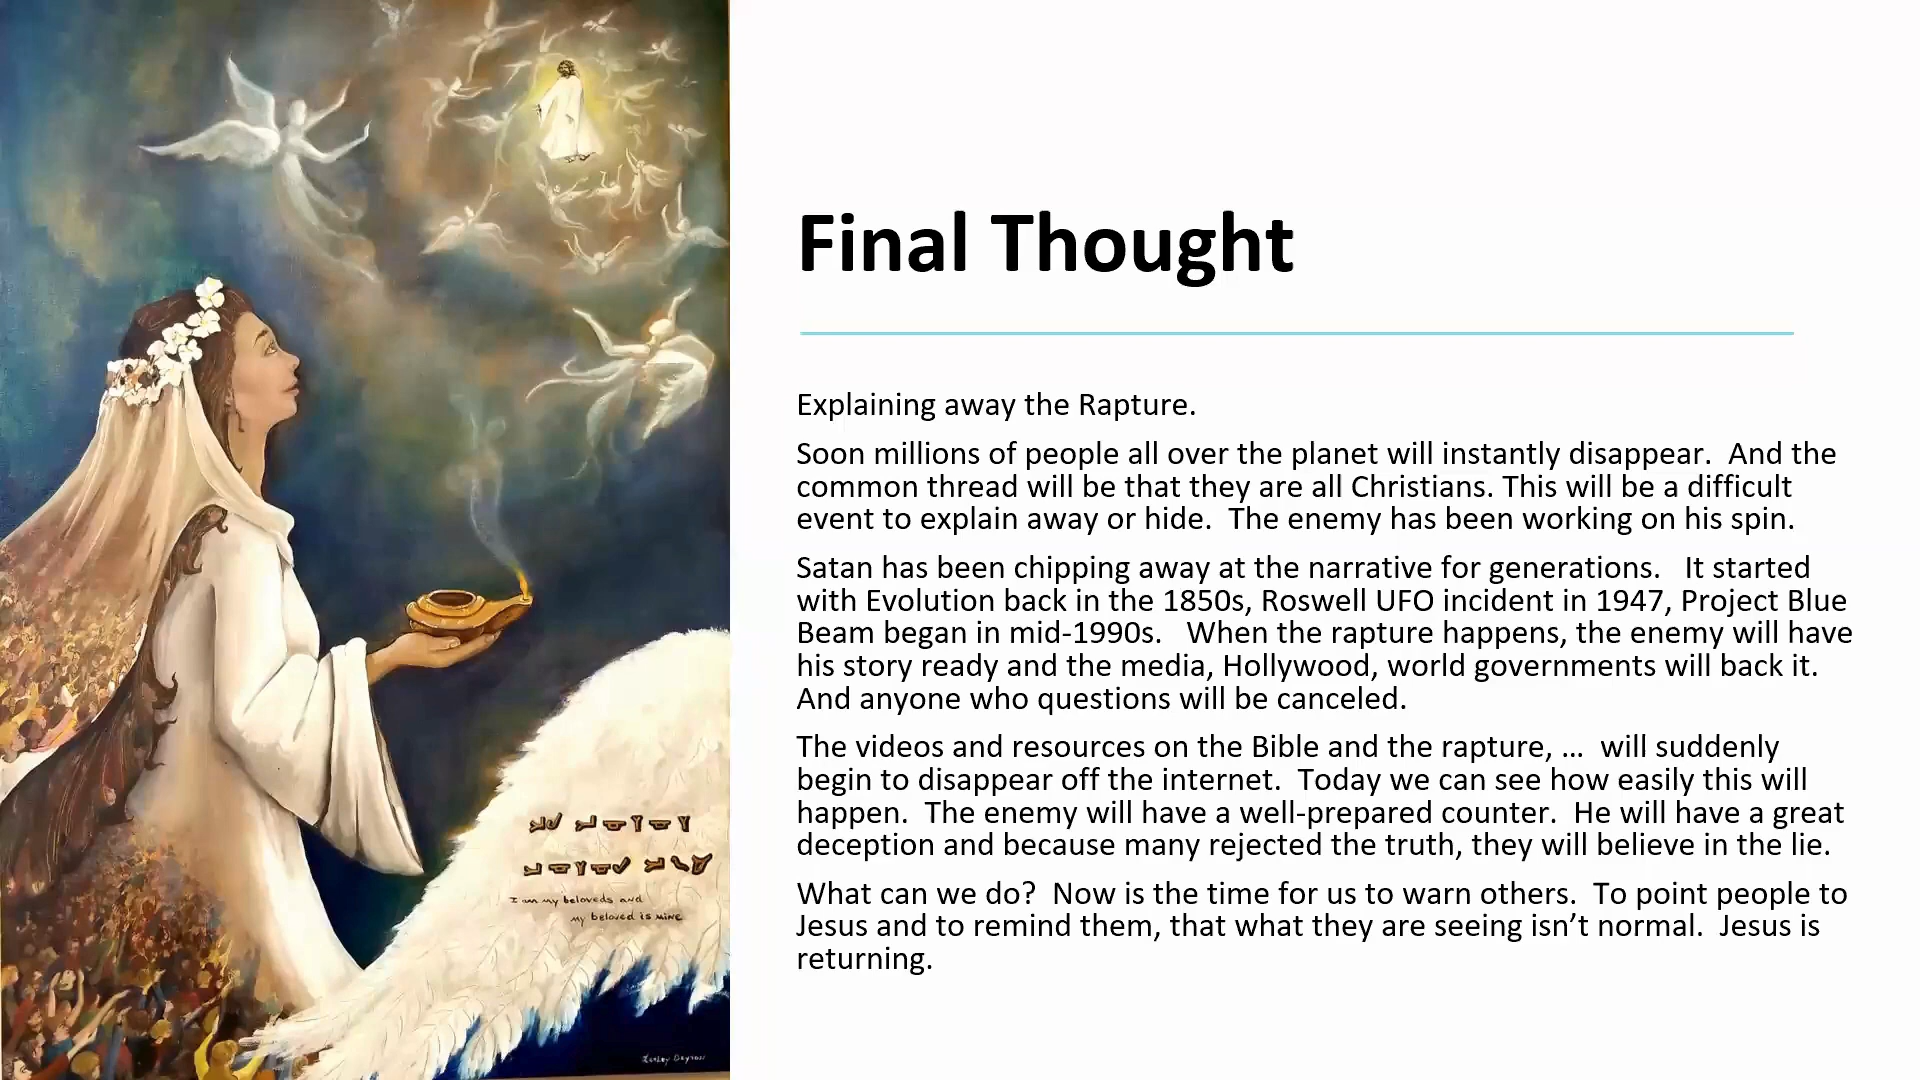 Final Thought
Explaining away the Rapture.
Soon millions of people all over the planet will instantly disappear.  And the
common thread will be that they are all Christians. This will be a difficult
event to explain away or hide.  The enemy has been working on his spin.
Satan has been chipping away at the narrative for generations.   It started
with Evolution back in the 1850s, Roswell UFO incident in 1947, Project Blue
Beam began in mid-1990s.   When the rapture happens, the enemy will have
his story ready and the media, Hollywood, world governments will back it.
And anyone who questions will be canceled.
The videos and resources on the Bible and the rapture, …  will suddenly
begin to disappear off the internet.  Today we can see how easily this will
happen.  The enemy will have a well-prepared counter.  He will have a great
deception and because many rejected the truth, they will believe in the lie.
What can we do?  Now is the time for us to warn others.  To point people to
Jesus and to remind them, that what they are seeing isn’t normal.  Jesus is
returning.
I am my beloveds and
my beloved is mine